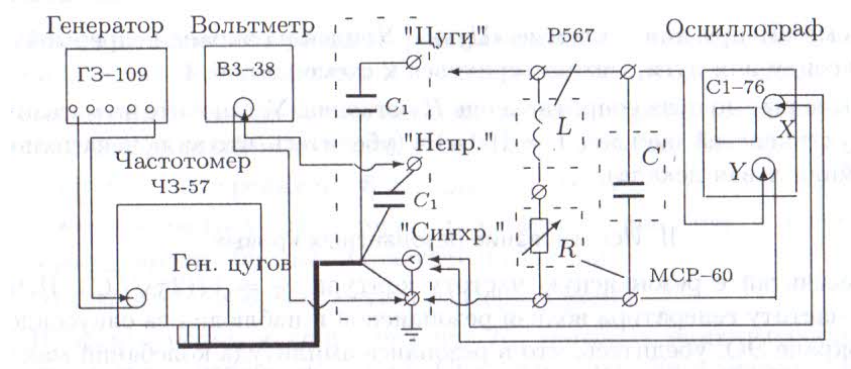 Генератор
Вольтметр
"Цуги"
Р567
Осциллограф
ГЗ–109
В3-38
C₁
L
С1–76
X
"Непр."
C
Y
Частотомер
ЧЗ-57
C₁
"Синхр."
R
Ген. цугов
МСР–60